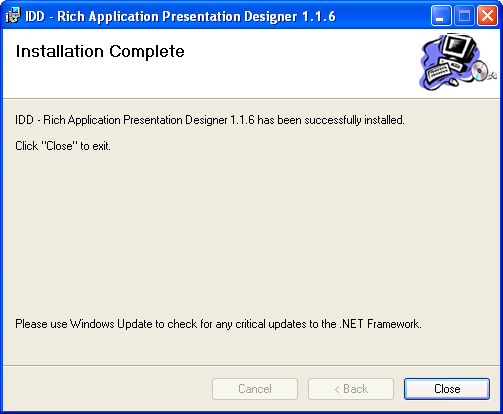 IDD - Rich Application Presentation Designer 1.1.6
Installation Complete
IDD - Rich Application Presentation Designer 1.1.6 has been successfully installed.
Click "Close" to exit.
Please use Windows Update to check for any critical updates to the .NET Framework.
Cancel
< Back
Close